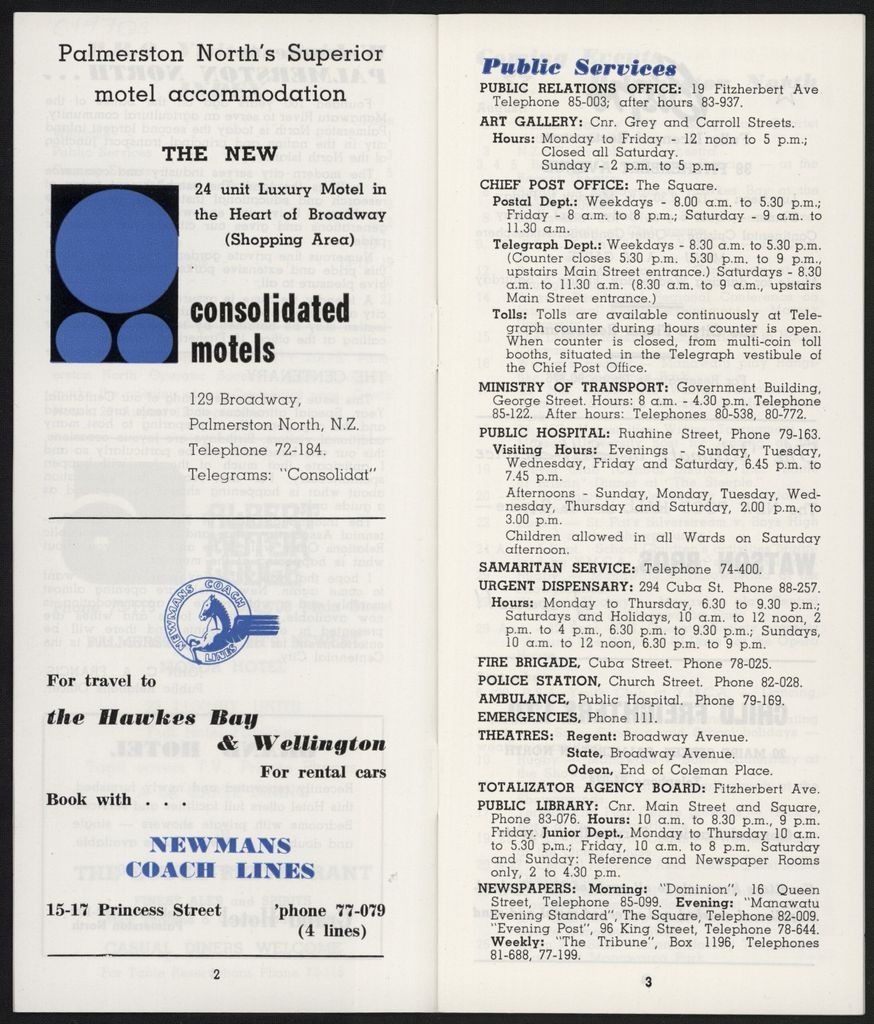 Palmerston North's Superior
motel accommodation
THE NEW
24 unit Luxury Motel in
the Heart of Broadway
(Shopping Area)
consolidated
motels
129 Broadway,
Palmerston North, N.Z.
Telephone 72-184.
Telegrams: "Consolidat"
NEWMANS COACH
LINES
For travel to
the Hawkes Bay
& Wellington
For rental cars
Book with . . .
NEWMANS
COACH LINES
15-17 Princess Street 'phone 77-079
(4 lines)
2
Public Services
PUBLIC RELATIONS OFFICE: 19 Fitzherbert Ave
Telephone 85-003; after hours 83-937.
ART GALLERY: Cnr. Grey and Carroll Streets.
Hours: Monday to Friday - 12 noon to 5 p.m.;
Closed all Saturday.
Sunday - 2 p.m. to 5 p.m.
CHIEF POST OFFICE: The Square.
Postal Dept.: Weekdays - 8.00 a.m. to 5.30 p.m.;
Friday - 8 a.m. to 8 p.m.; Saturday - 9 a.m. to
11.30 a.m.
Telegraph Dept.: Weekdays - 8.30 a.m. to 5.30 p.m.
(Counter closes 5.30 p.m. 5.30 p.m. to 9 p.m.,
upstairs Main Street entrance.) Saturdays - 8.30
a.m. to 11.30 a.m. (8.30 a.m. to 9 a.m., upstairs
Main Street entrance.)
Tolls: Tolls are available continuously at Tele-
graph counter during hours counter is open.
When counter is closed, from multi-coin toll
booths, situated in the Telegraph vestibule of
the Chief Post Office.
MINISTRY OF TRANSPORT: Government Building,
George Street. Hours: 8 a.m. - 4.30 p.m. Telephone
85-122. After hours: Telephones 80-538, 80-772.
PUBLIC HOSPITAL: Ruahine Street, Phone 79-163.
Visiting Hours: Evenings - Sunday, Tuesday,
Wednesday, Friday and Saturday, 6.45 p.m. to
7.45 p.m.
Afternoons - Sunday, Monday, Tuesday, Wed-
nesday, Thursday and Saturday, 2.00 p.m. to
3.00 p.m.
Children allowed in all Wards on Saturday
afternoon.
SAMARITAN SERVICE: Telephone 74-400.
URGENT DISPENSARY: 294 Cuba St. Phone 88-257.
Hours: Monday to Thursday, 6.30 to 9.30 p.m.;
Saturdays and Holidays, 10 a.m. to 12 noon, 2
p.m. to 4 p.m., 6.30 p.m. to 9.30 p.m.; Sundays,
10 a.m. to 12 noon, 6.30 p.m. to 9 p.m.
FIRE BRIGADE, Cuba Street. Phone 78-025.
POLICE STATION, Church Street. Phone 82-028.
AMBULANCE, Public Hospital. Phone 79-169.
EMERGENCIES, Phone 111.
THEATRES: Regent: Broadway Avenue.
State, Broadway Avenue.
Odeon, End of Coleman Place.
TOTALIZATOR AGENCY BOARD: Fitzherbert Ave.
PUBLIC LIBRARY: Cnr. Main Street and Square,
Phone 83-076. Hours: 10 a.m. to 8.30 p.m., 9 p.m.
Friday. Junior Dept., Monday to Thursday 10 a.m.
to 5.30 p.m.; Friday, 10 a.m. to 8 p.m. Saturday
and Sunday: Reference and Newspaper Rooms
only, 2 to 4.30 p.m.
NEWSPAPERS: Morning: "Dominion", 16 Queen
Street, Telephone 85-099. Evening: "Manawatu
Evening Standard", The Square, Telephone 82-009.
"Evening Post", 96 King Street, Telephone 78-644.
Weekly: "The Tribune", Box 1196, Telephones
81-688, 77-199.
3